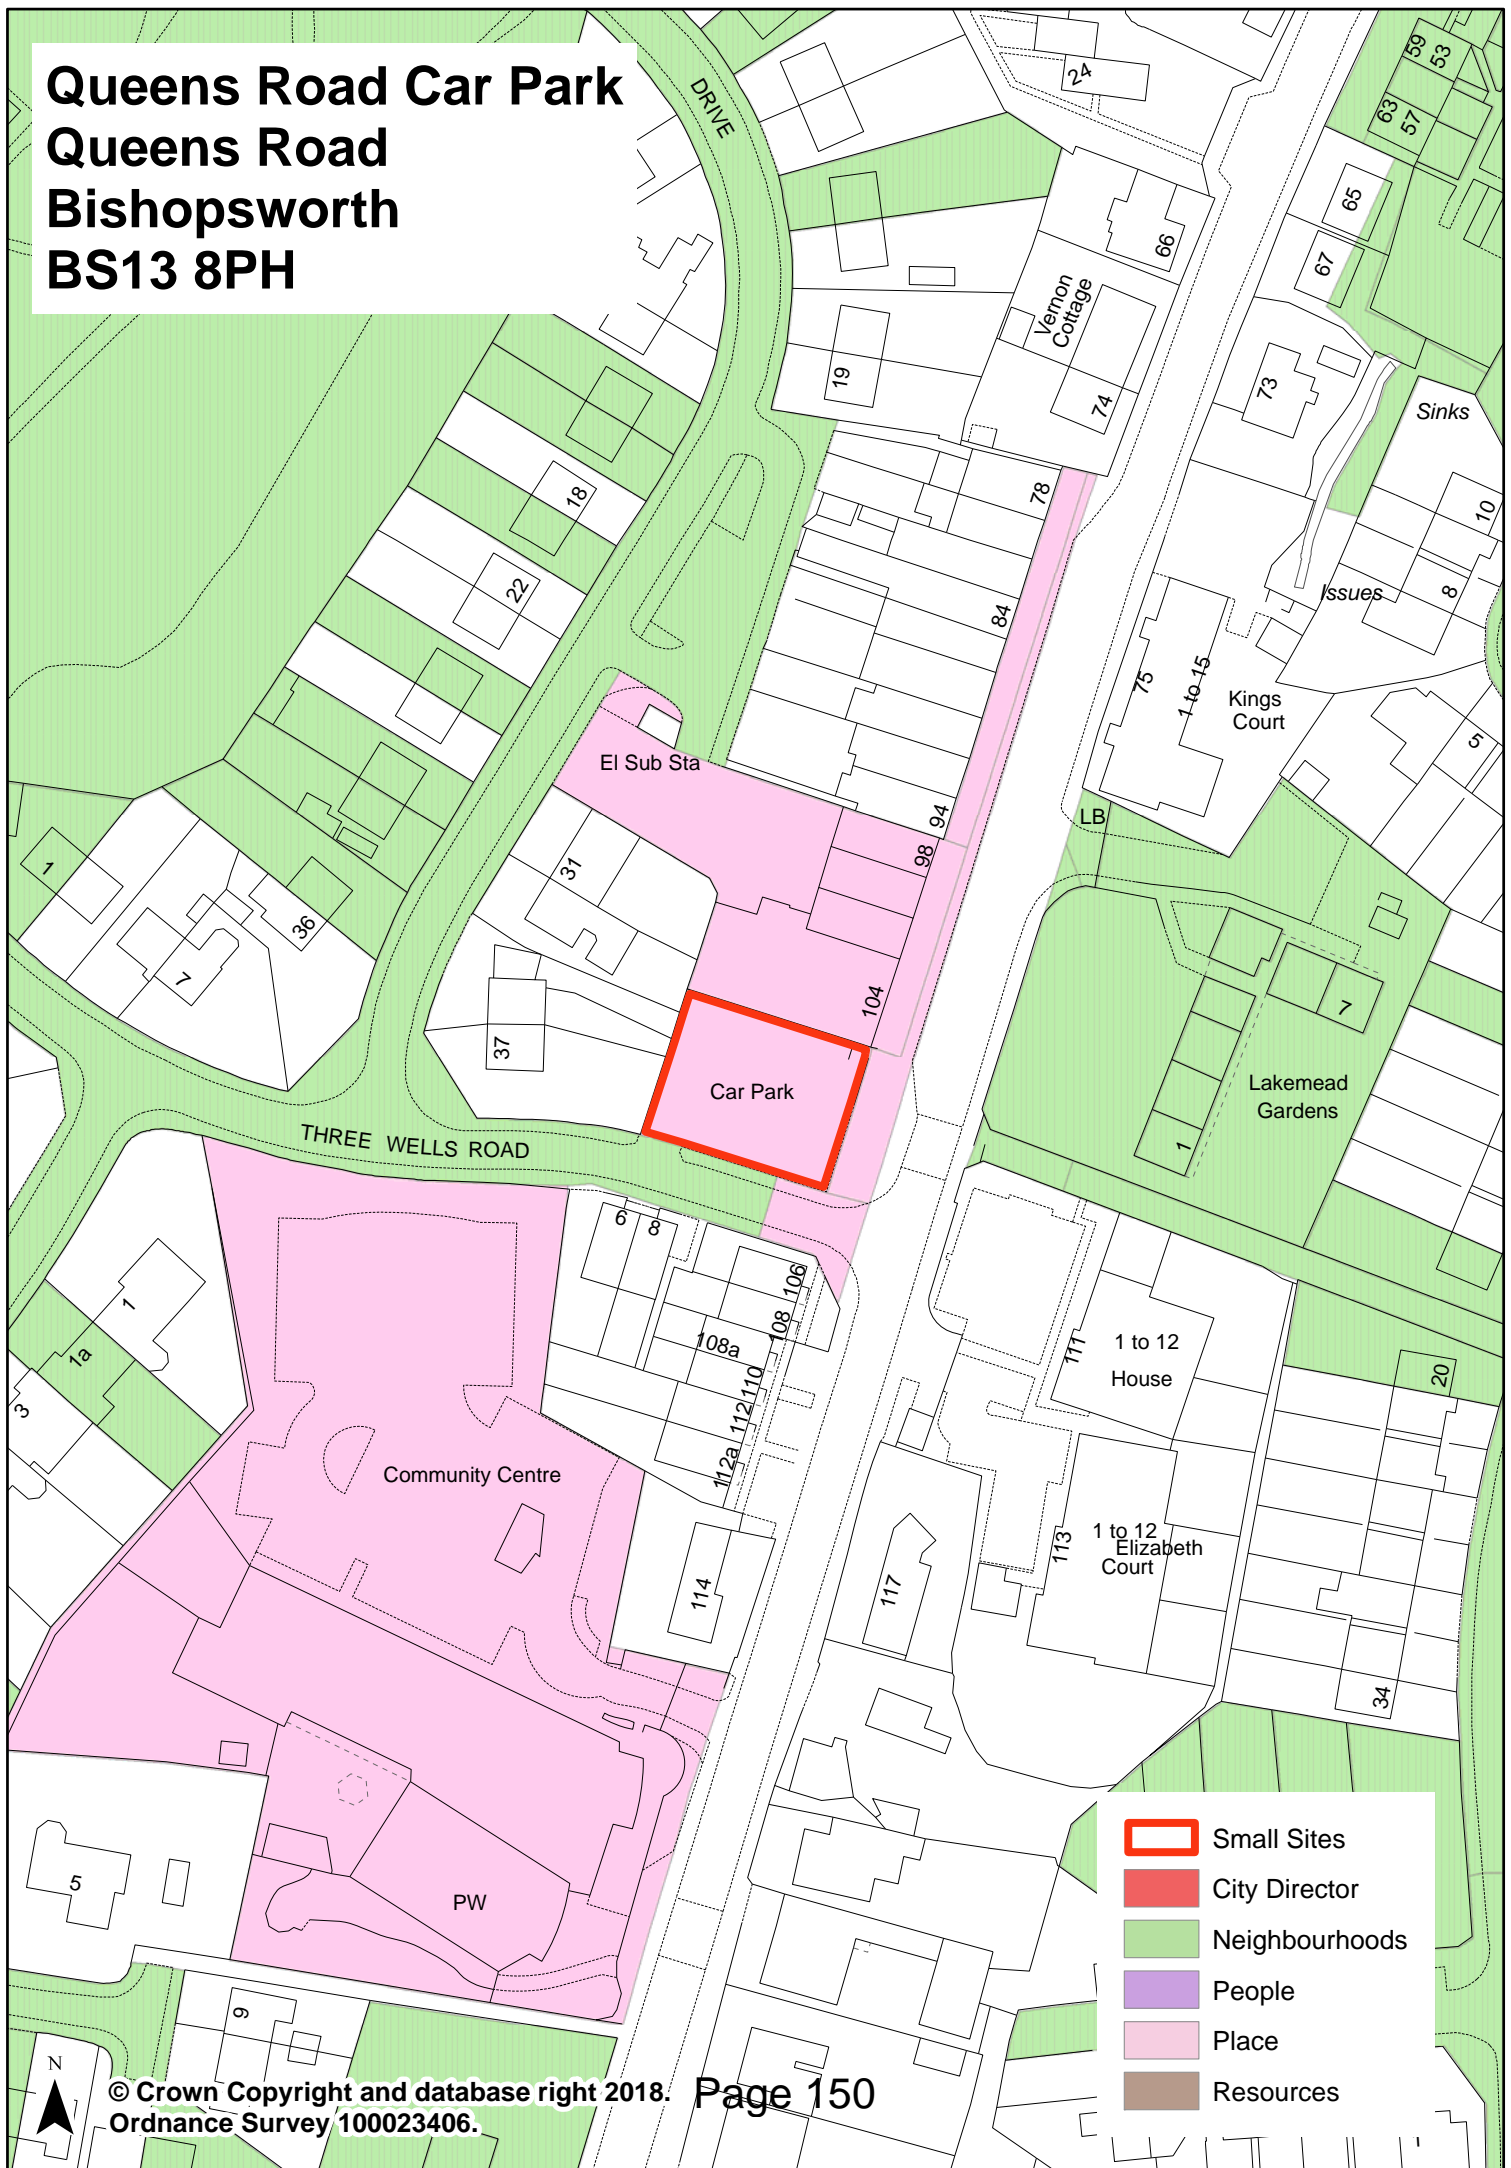 Queens Road Car Park
Queens Road
Bishopsworth
BS13 8PH
DRIVE
24
59
53
63
57
65
66
67
Vernon
Cottage
19
74
73
Sinks
18
78
10
22
84
Issues
8
75
1 to 15
Kings
Court
5
El Sub Sta
94
LB
98
31
1
36
7
37
104
7
Car Park
Lakemead
Gardens
1
THREE WELLS ROAD
6
8
106
1
108
108a
111
1 to 12
House
1a
110
20
3
112
112a
Community Centre
113
1 to 12
Elizabeth
Court
114
117
34
5
PW
9
Small Sites
City Director
Neighbourhoods
People
Place
Resources
N
© Crown Copyright and database right 2018.
Ordnance Survey 100023406.
Page 150